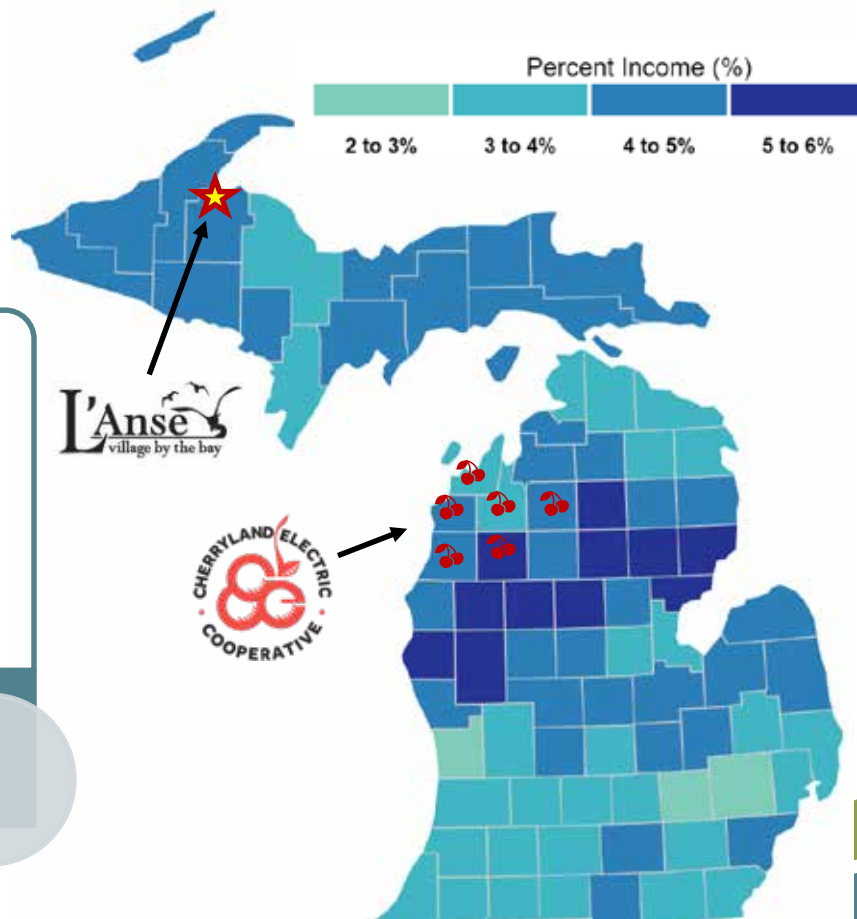 Percent Income (%)
2 to 3% 3 to 4% 4 to 5% 5 to 6%
L'Anse
village by the bay
CHERRYLAND ELECTRIC
COOPERATIVE